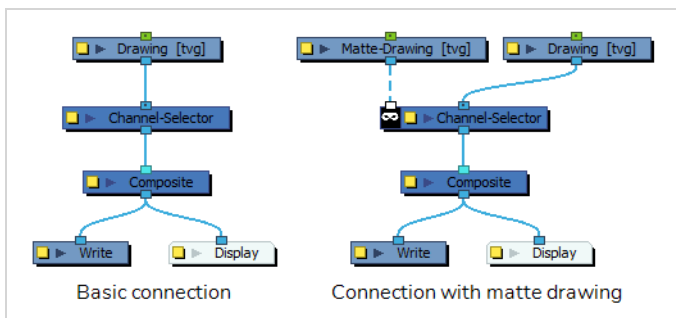 Drawing [tvg]
Channel-Selector
Composite
Write
Display
Basic connection
Matte-Drawing [tvg]
Drawing [tvg]
Channel-Selector
Composite
Write
Display
Connection with matte drawing